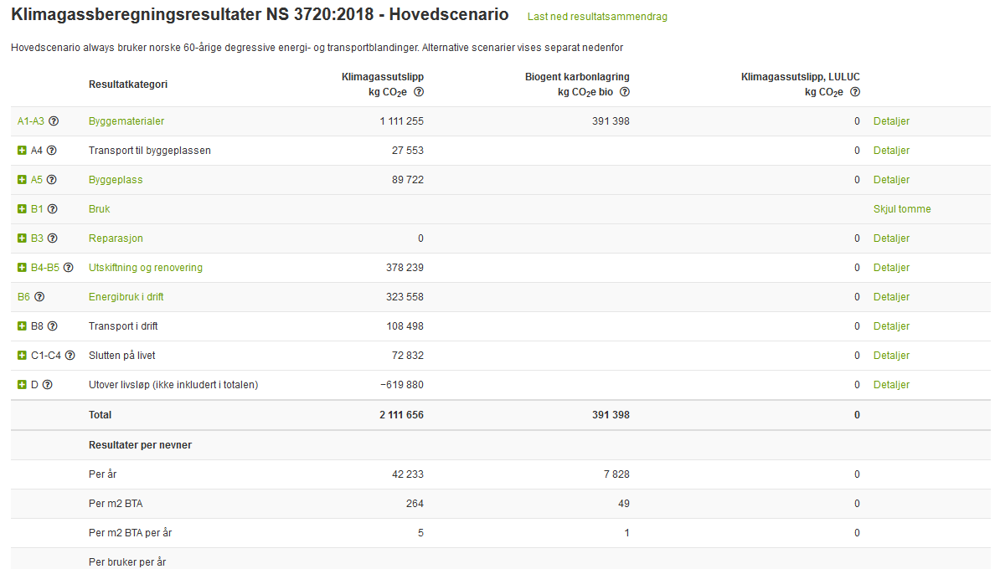 Klimagassberegningsresultater NS 3720:2018 - Hovedscenario Last ned resultatsammendrag
Hovedscenario always bruker norske 60-årige degressive energi- og transportblandinger. Alternative scenarier vises separat nedenfor
Resultatkategori Klimagassutslipp kg CO₂e ? Biogent karbonlagring kg CO₂e bio ? Klimagassutslipp, LULUC kg CO₂e ?
A1-A3 ? Byggematerialer 1 111 255 391 398 0 Detaljer
+ A4 ? Transport til byggeplassen 27 553 0 Detaljer
+ A5 ? Byggeplass 89 722 0 Detaljer
+ B1 ? Bruk Skjul tomme
+ B3 ? Reparasjon 0 0 Detaljer
+ B4-B5 ? Utskiftning og renovering 378 239 0 Detaljer
B6 ? Energibruk i drift 323 558 0 Detaljer
+ B8 ? Transport i drift 108 498 0 Detaljer
+ C1-C4 ? Slutten på livet 72 832 0 Detaljer
+ D ? Utover livsløp (ikke inkludert i totalen) −619 880 0 Detaljer
Total 2 111 656 391 398 0
Resultater per nevner
Per år 42 233 7 828 0
Per m2 BTA 264 49 0
Per m2 BTA per år 5 1 0
Per bruker per år